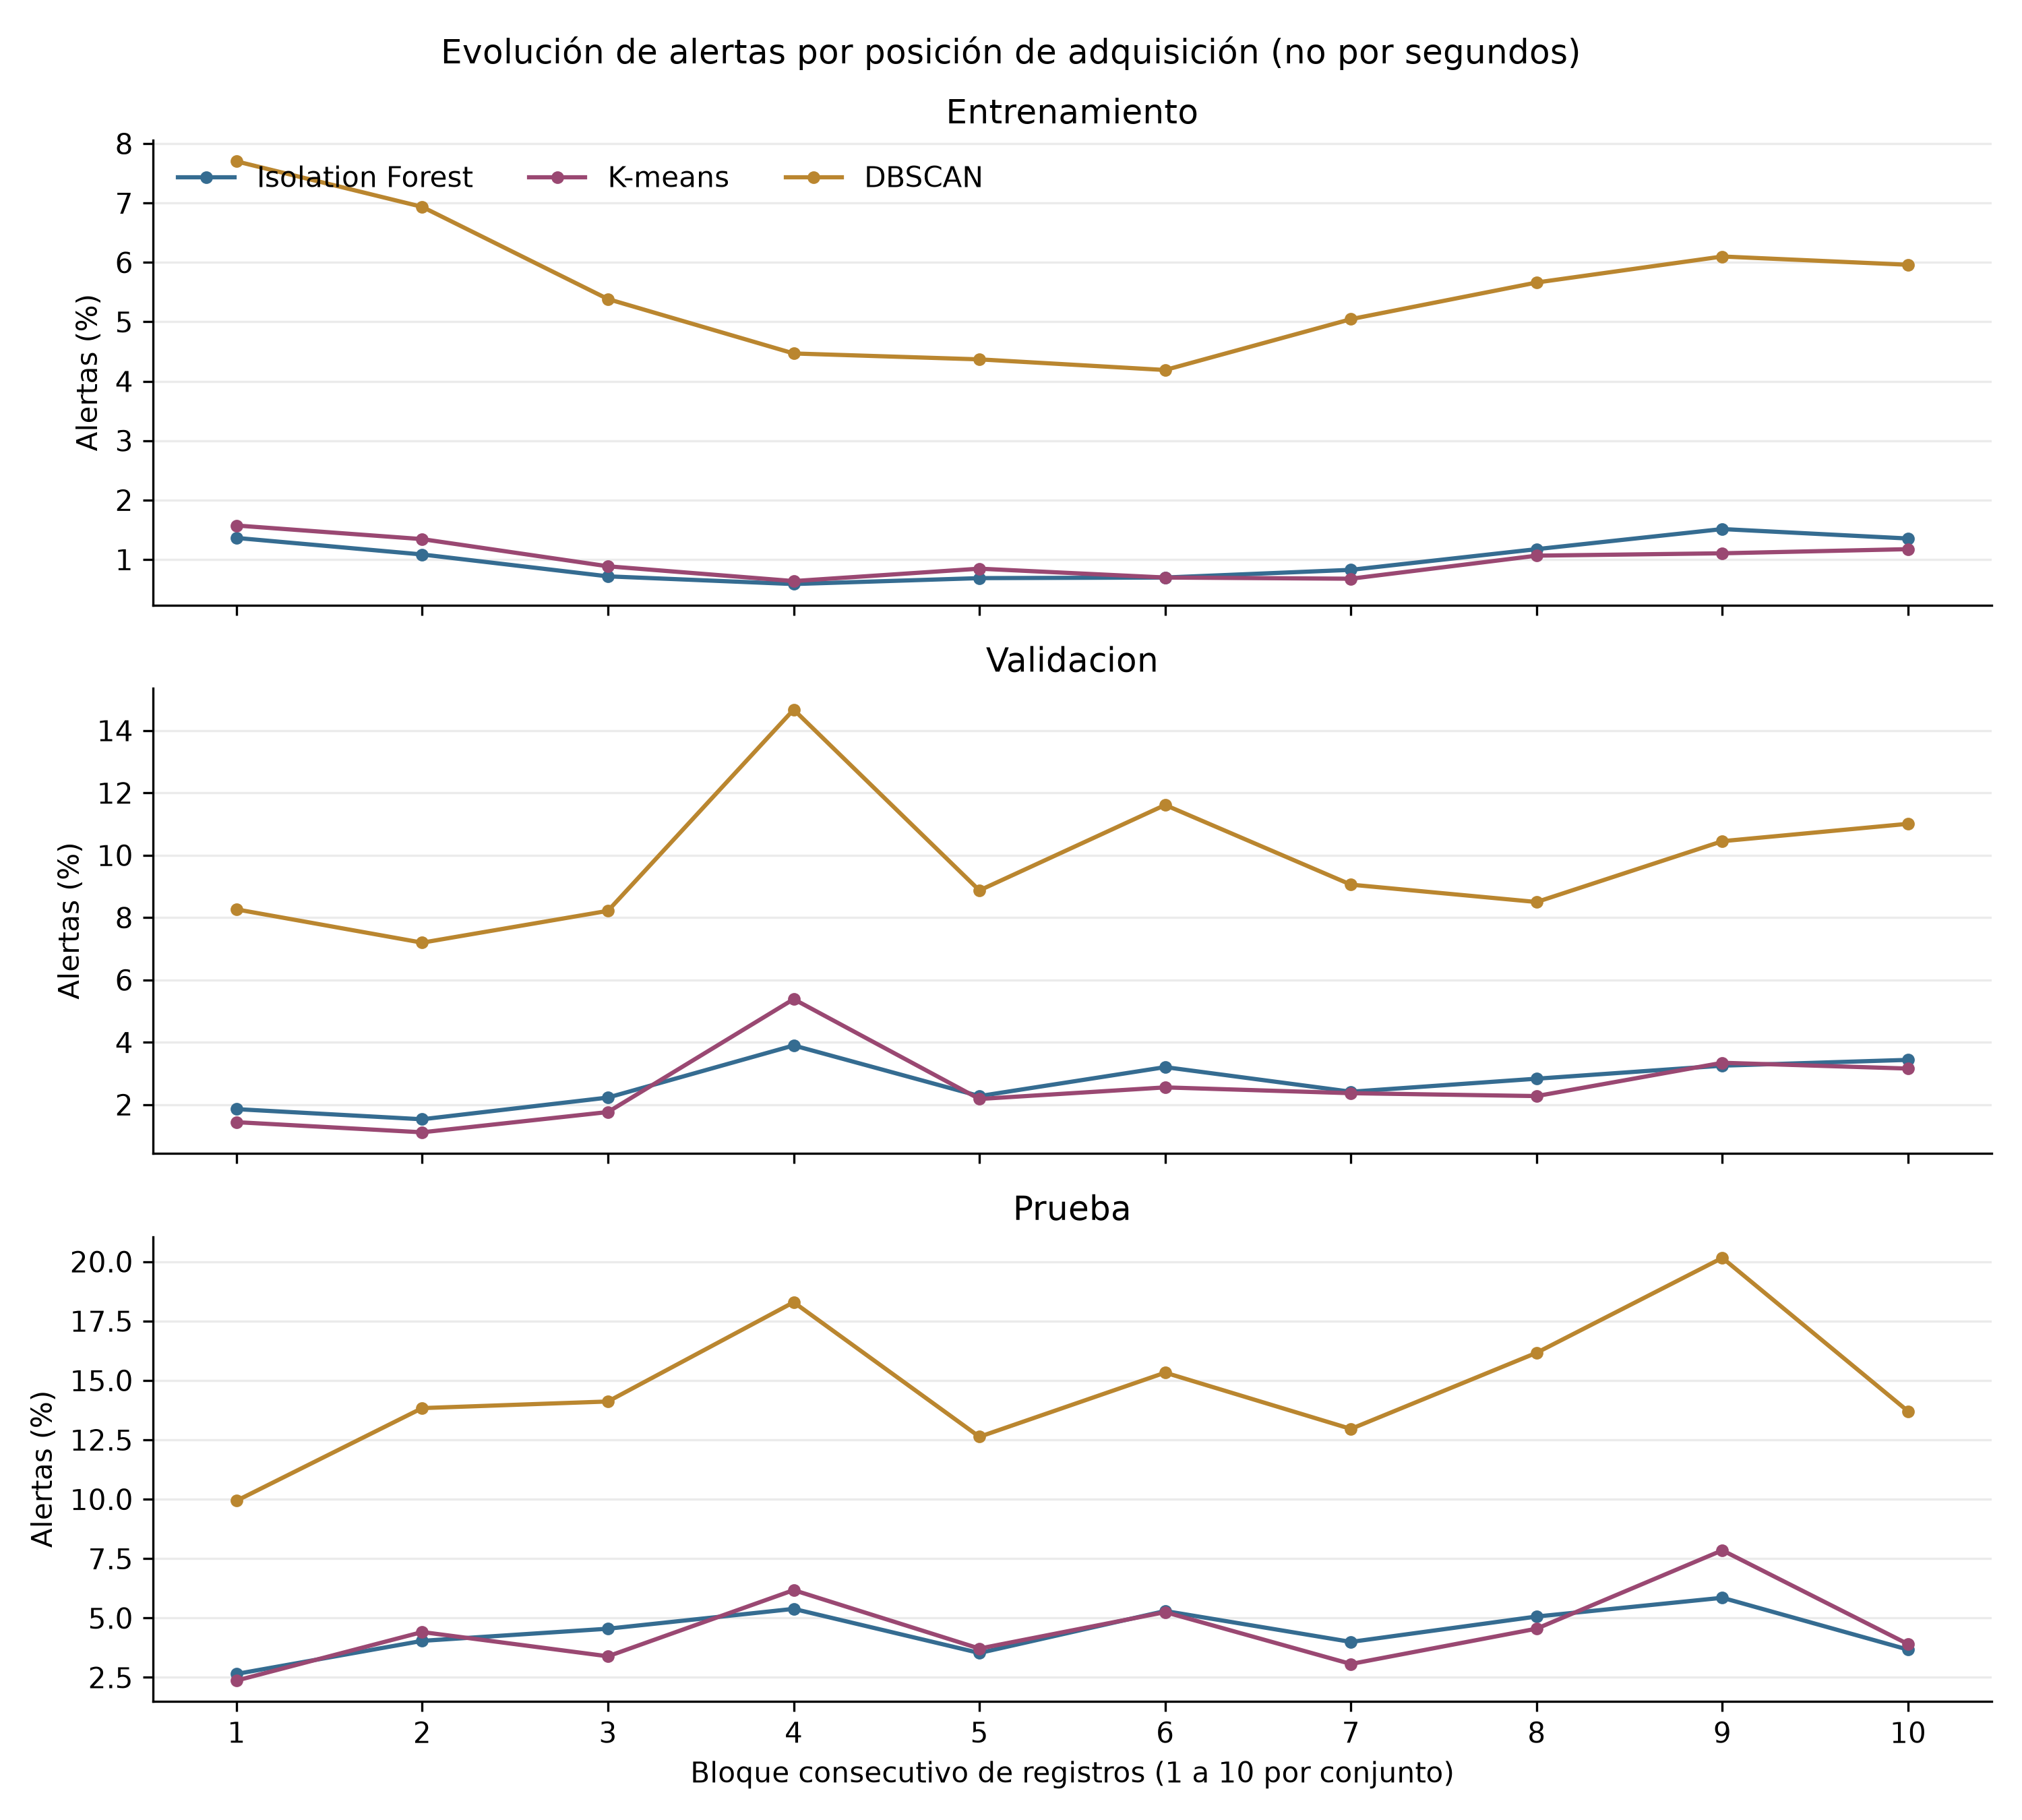 Evolución de alertas por posición de adquisición (no por segundos)
Entrenamiento
8
7
6
5
4
3
2
1
Alertas (%)
Isolation Forest
K-means
DBSCAN
Validacion
14
12
10
8
6
4
2
Alertas (%)
Prueba
20.0
17.5
15.0
12.5
10.0
7.5
5.0
2.5
Alertas (%)
1 2 3 4 5 6 7 8 9 10
Bloque consecutivo de registros (1 a 10 por conjunto)